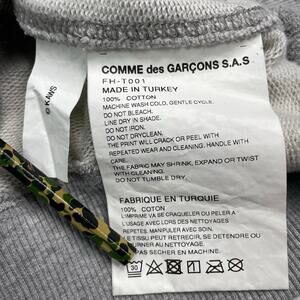 © KAWS
COMME des GARÇONS S.A.S
FH-T001
MADE IN TURKEY
100% COTTON
MACHINE WASH COLD, GENTLE CYCLE.
DO NOT BLEACH.
LINE DRY IN SHADE.
DO NOT IRON.
DO NOT DRYCLEAN.
THE PRINT WILL CRACK OR PEEL WITH
REPEATED WEAR AND CLEANING. HANDLE WITH
CARE.
THE FABRIC MAY SHRINK, EXPAND OR TWIST
WITH CLEANING.
DO NOT TUMBLE DRY.
FABRIQUE EN TURQUIE
100% COTON
L'IMPRIME VA SE CRAQUELER OU PELER A
L'USAGE ET AUX NETTOYAGES
REPETES. MANIPULER AVEC SOIN.
LE TISSU PEUT RETRECIR, SE DETENDRE OU
TOURNER AU NETTOYAGE.
PAS SECHER EN MACHINE.
30